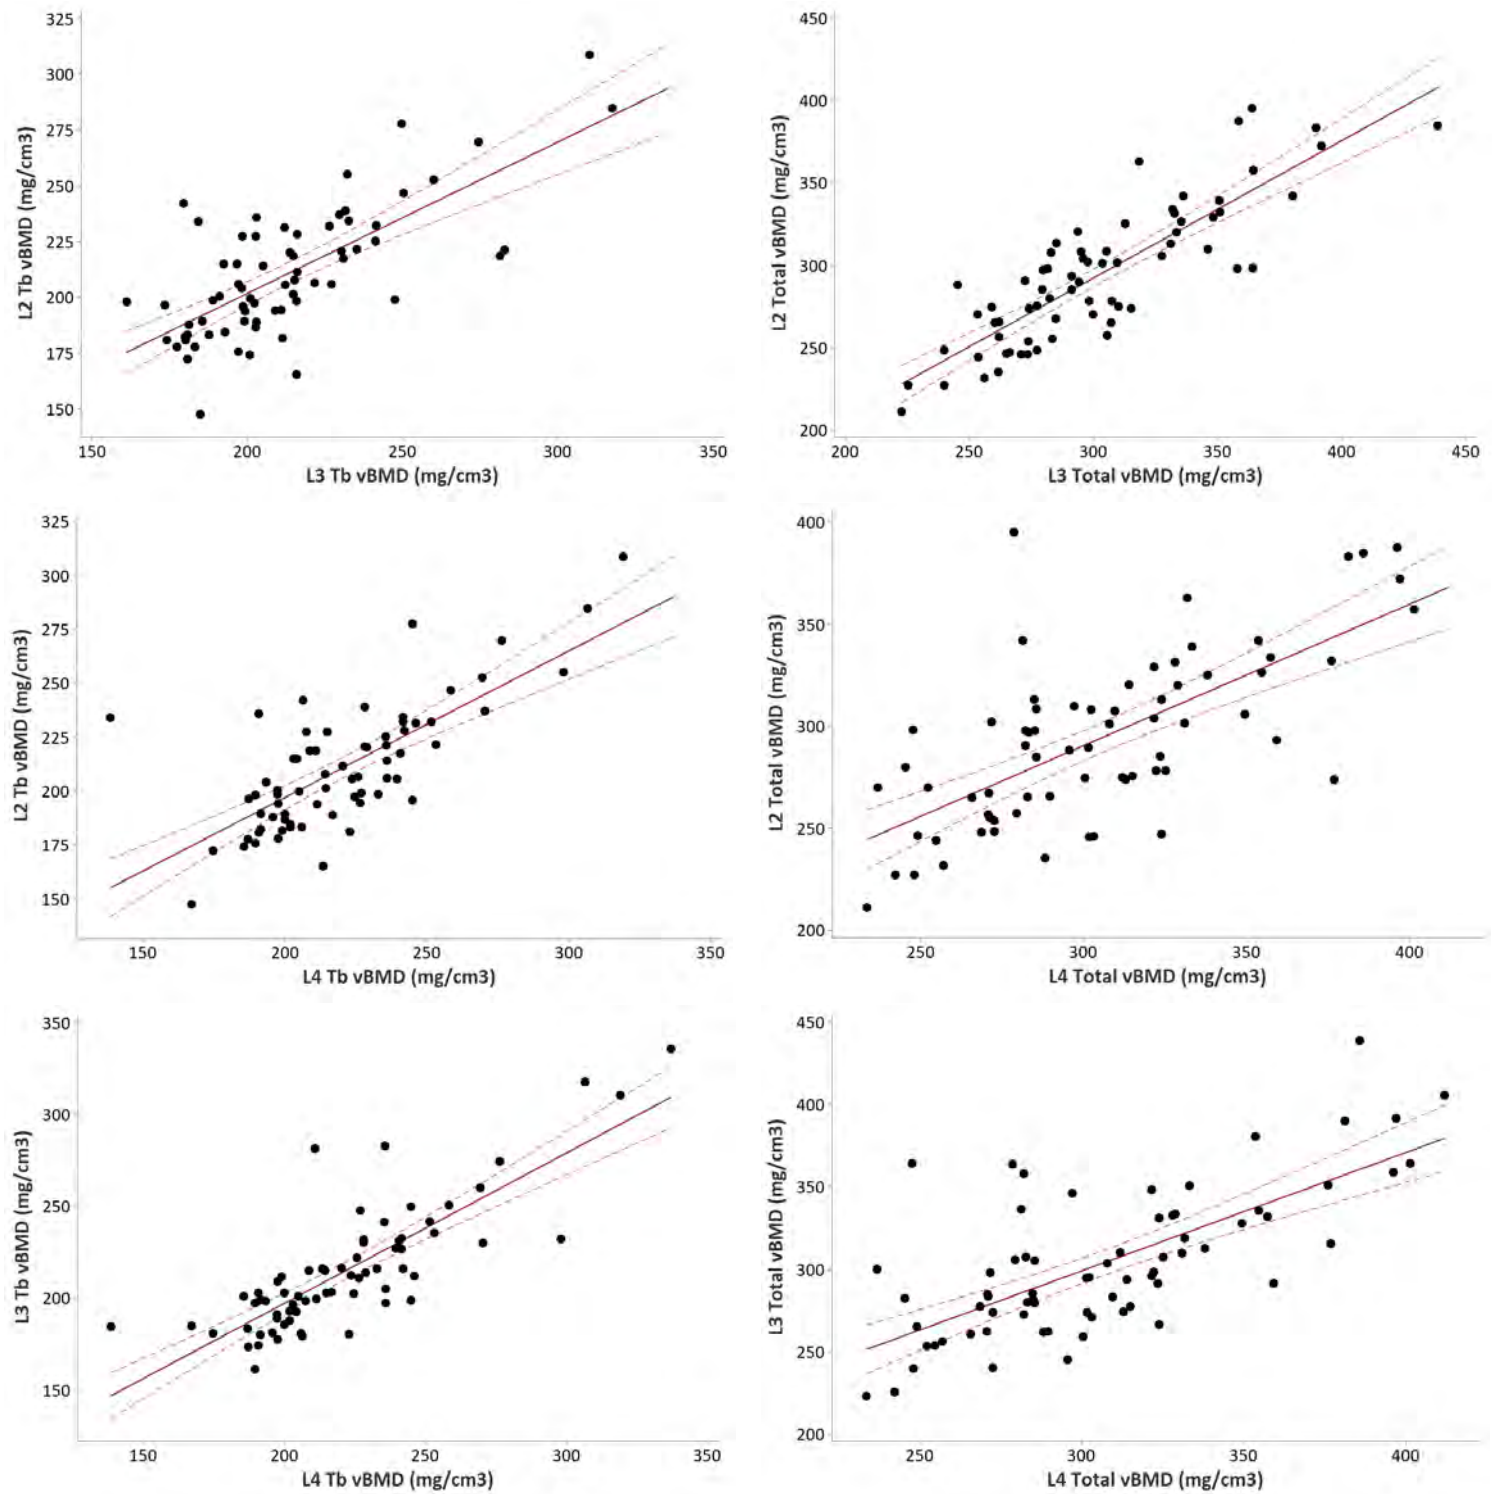 325
300
275
250
225
200
175
150
L2 Tb vBMD (mg/cm3)
150 200 250 300 350
L3 Tb vBMD (mg/cm3)
450
400
350
300
250
200
L2 Total vBMD (mg/cm3)
200 250 300 350 400 450
L3 Total vBMD (mg/cm3)
325
300
275
250
225
200
175
150
L2 Tb vBMD (mg/cm3)
150 200 250 300 350
L4 Tb vBMD (mg/cm3)
400
350
300
250
200
L2 Total vBMD (mg/cm3)
250 300 350 400
L4 Total vBMD (mg/cm3)
350
300
250
200
150
L3 Tb vBMD (mg/cm3)
150 200 250 300 350
L4 Tb vBMD (mg/cm3)
450
400
350
300
250
200
L3 Total vBMD (mg/cm3)
250 300 350 400
L4 Total vBMD (mg/cm3)